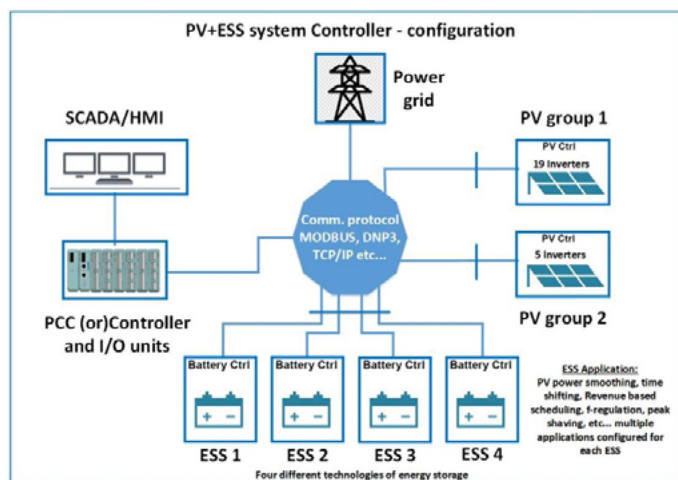 PV+ESS system Controller - configuration
Power
grid
SCADA/HMI
PV group 1
PV Ctrl
19 Inverters
Comm. protocol
MODBUS, DNP3,
TCP/IP etc...
PV Ctrl
5 Inverters
PV group 2
PCC (or)Controller
and I/O units
Battery Ctrl
Battery Ctrl
Battery Ctrl
Battery Ctrl
+ −
+ −
+ −
+ −
ESS 1
ESS 2
ESS 3
ESS 4
ESS Application:
PV power smoothing, time
shifting, Revenue based
scheduling, f-regulation, peak
shaving, etc... multiple
applications configured for
each ESS
Four different technologies of energy storage